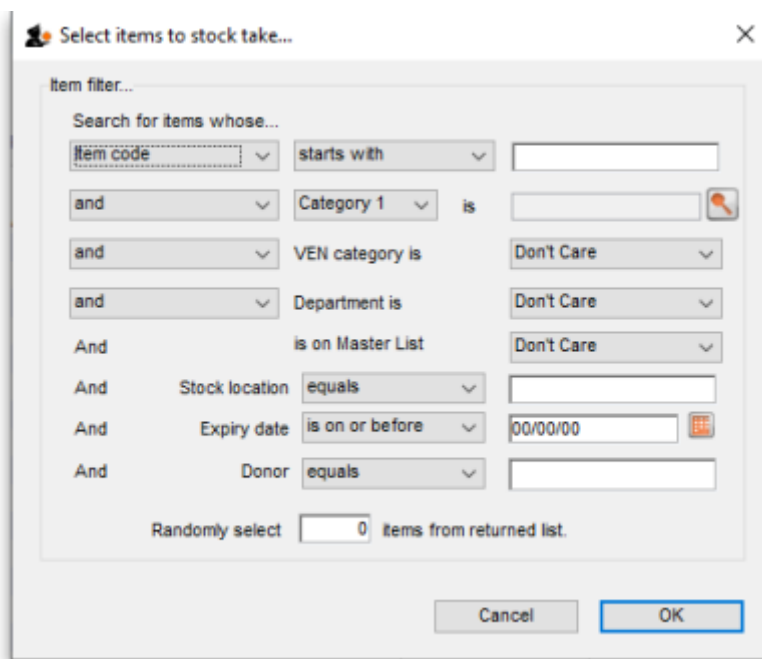 Select items to stock take...
Item filter...
Search for items whose...
Item code starts with
and Category 1 is
and VEN category is Don't Care
and Department is Don't Care
And is on Master List Don't Care
And Stock location equals
And Expiry date is on or before 00/00/00
And Donor equals
Randomly select 0 items from returned list.
Cancel OK